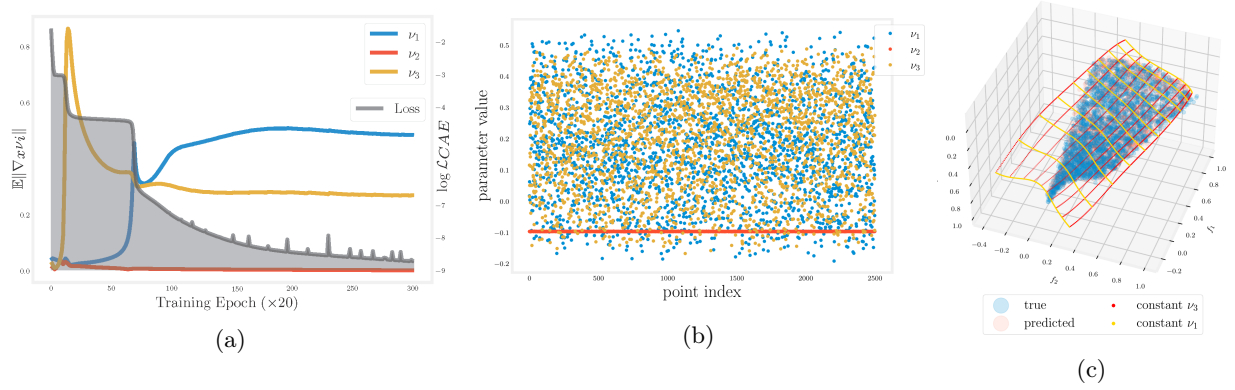 0.8
0.6
0.2
0.0
𝔼‖∇ₓνᵢ‖
0
50
100
150
200
250
300
Training Epoch (×20)
−2
−3
−4
−7
−8
−9
log ℒCAE
ν₁
ν₂
ν₃
Loss
(a)
0.5
0.4
0.3
0.2
0.1
0.0
−0.1
−0.2
parameter value
0
500
1000
1500
2000
2500
point index
ν₁
ν₂
ν₃
(b)
0.0
0.2
0.4
0.6
0.8
1.0
−0.4
−0.2
0.0
0.2
0.4
0.6
0.8
1.0
f₂
−0.2
0.0
0.2
0.4
0.6
0.8
1.0
f₁
true
predicted
constant ν₃
constant ν₁
(c)